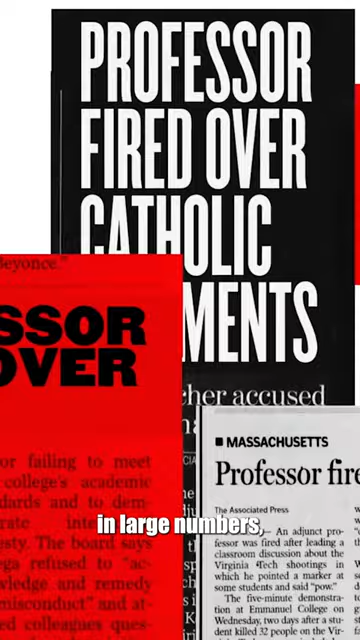 PROFESSOR
FIRED OVER
CATHOLIC
MENTS
her accused
Beyonce."
SSOR
OVER
or failing to meet
college's academic
dards and to dem-
rate
esty. The board says
ega refused to "ac-
wledge and remedy
misconduct" and at-
ed colleagues ques-
in large numbers,
■ MASSACHUSETTS
Professor fire
The Associated Press
— An adjunct pro-
fessor was fired after leading a
classroom discussion about the
Virginia Tech shootings in
which he pointed a marker at
some students and said "pow."
The five-minute demonstra-
tion at Emmanuel College on
Wednesday, two days after a stu-
dent killed 32 people on the Vir-